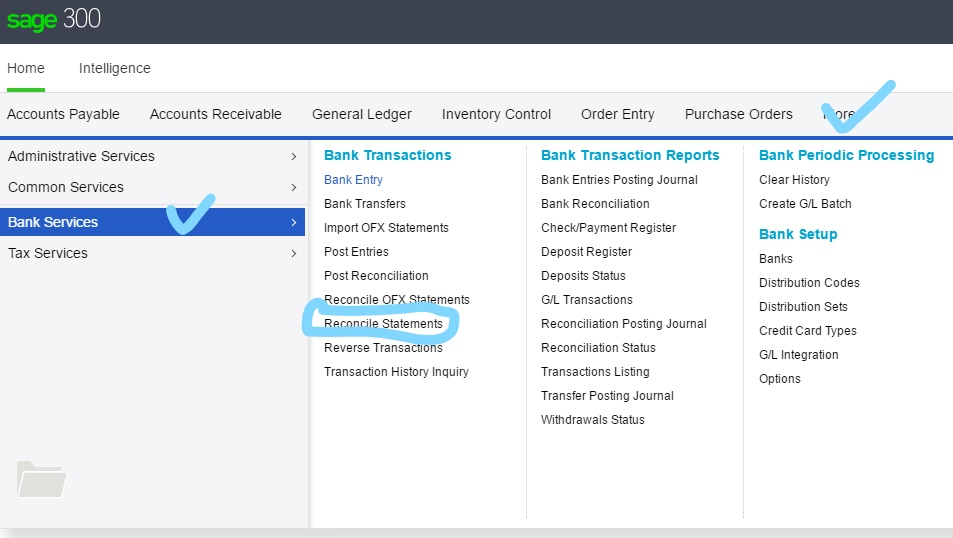 sage 300
Home Intelligence
Accounts Payable Accounts Receivable General Ledger Inventory Control Order Entry Purchase Orders More
Administrative Services
Common Services
Bank Services
Tax Services
Bank Transactions
Bank Entry
Bank Transfers
Import OFX Statements
Post Entries
Post Reconciliation
Reconcile OFX Statements
Reconcile Statements
Reverse Transactions
Transaction History Inquiry
Bank Transaction Reports
Bank Entries Posting Journal
Bank Reconciliation
Check/Payment Register
Deposit Register
Deposits Status
G/L Transactions
Reconciliation Posting Journal
Reconciliation Status
Transactions Listing
Transfer Posting Journal
Withdrawals Status
Bank Periodic Processing
Clear History
Create G/L Batch
Bank Setup
Banks
Distribution Codes
Distribution Sets
Credit Card Types
G/L Integration
Options